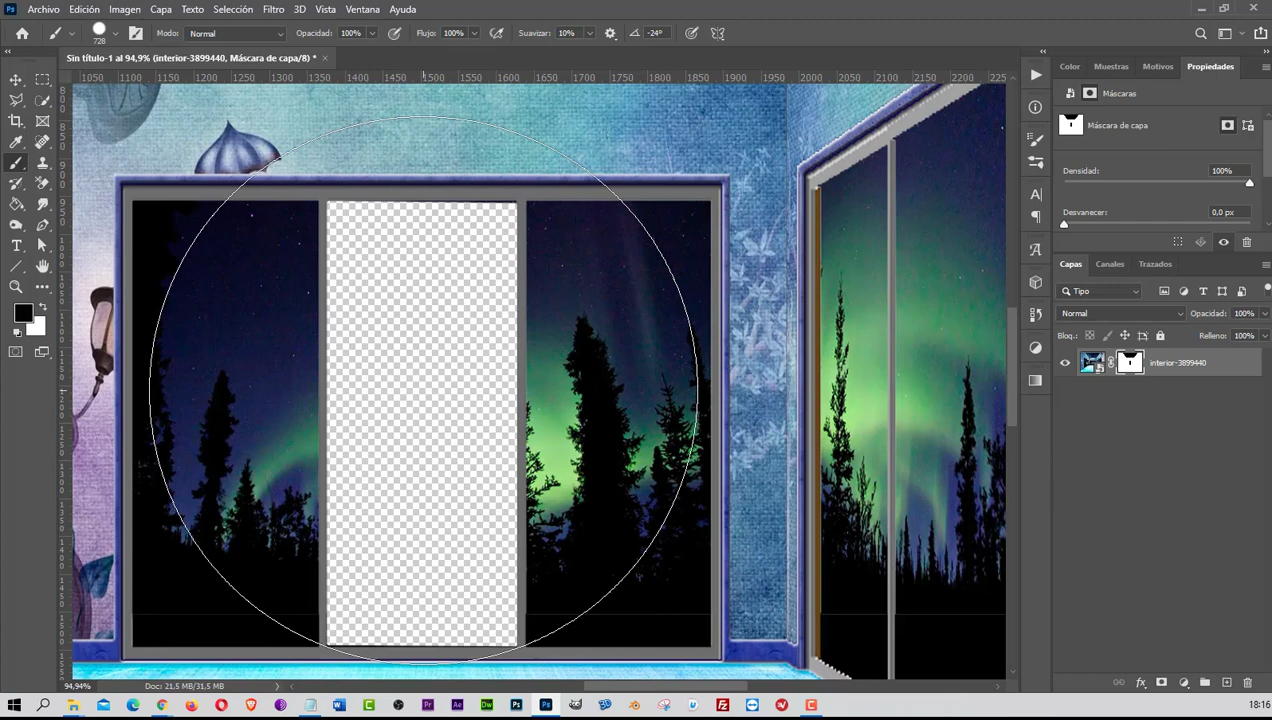 Ps Archivo Edición Imagen Capa Texto Selección Filtro 3D Vista Ventana Ayuda
728 Modo: Normal Opacidad: 100% Flujo: 100% Suavizar: 10% -24º
Sin título-1 al 94,9% (interior-3899440, Máscara de capa/8) *
1050 1100 1150 1200 1250 1300 1350 1400 1450 1500 1550 1600 1650 1700 1750 1800 1850 1900 1950 2000 2050 2100 2150 2200 225
Color Muestras Motivos Propiedades
Máscaras
Máscara de capa
Densidad: 100%
Desvanecer: 0,0 px
Capas Canales Trazados
Tipo
Normal Opacidad: 100%
Bloq.: Relleno: 100%
interior-3899440
94,94% Doc: 21,5 MB/31,5 MB
18:16